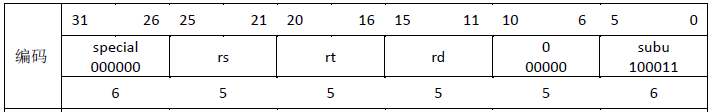 31 26 25 21 20 16 15 11 10 6 5 0
编码
special rs rt rd 0 subu
000000 00000 100011
6 5 5 5 5 6